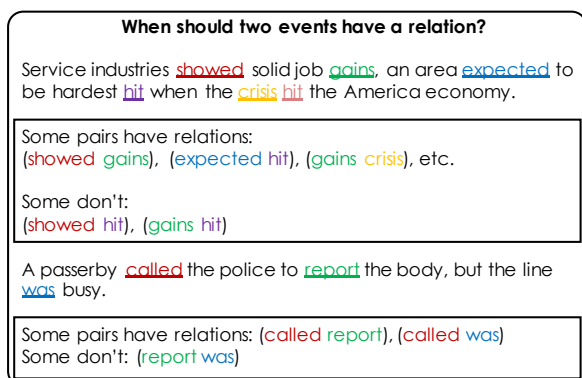 When should two events have a relation?
Service industries showed solid job gains, an area expected to
be hardest hit when the crisis hit the America economy.
Some pairs have relations:
(showed gains), (expected hit), (gains crisis), etc.
Some don't:
(showed hit), (gains hit)
A passerby called the police to report the body, but the line
was busy.
Some pairs have relations: (called report), (called was)
Some don't: (report was)